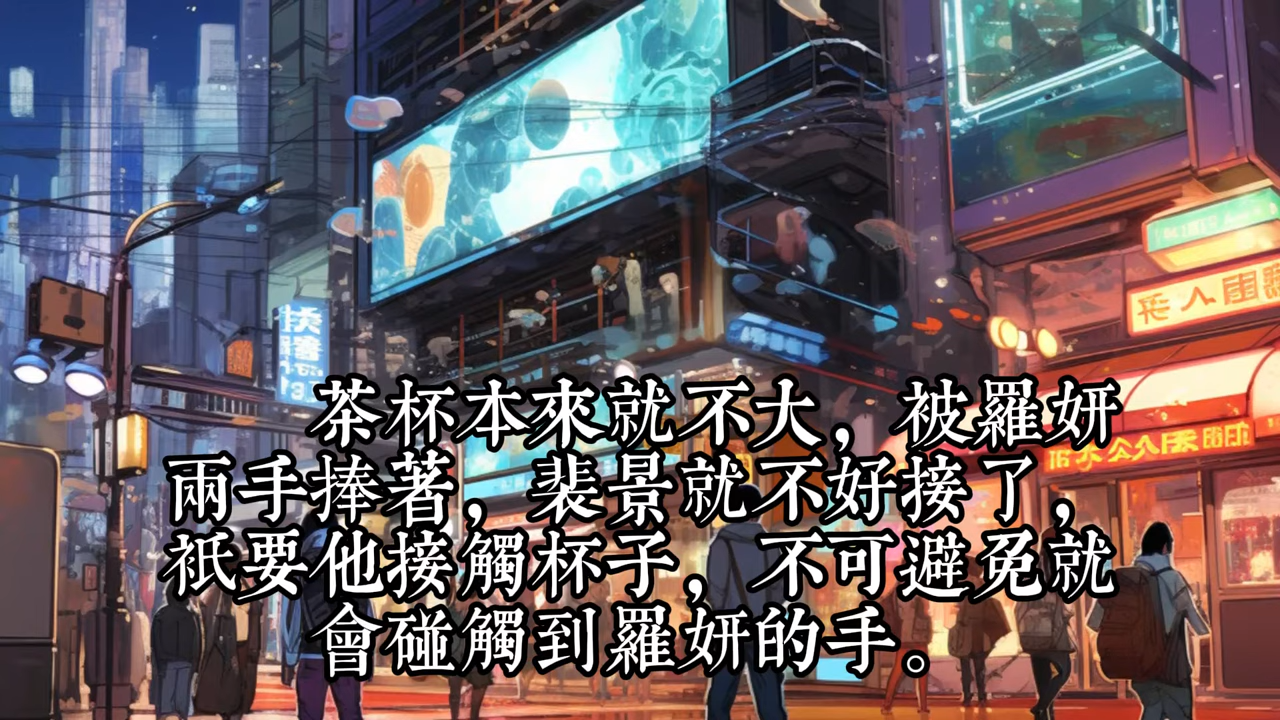 茶杯本來就不大，被羅妍
兩手捧著，裴景就不好接了，
祇要他接觸杯子，不可避免就
會碰觸到羅妍的手。